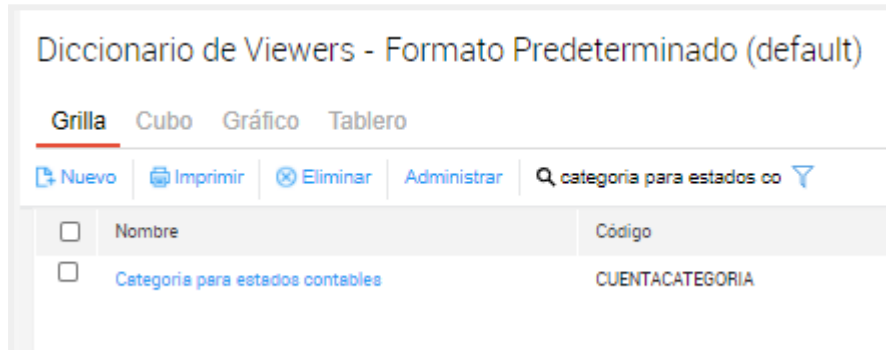 Diccionario de Viewers - Formato Predeterminado (default)
Grilla Cubo Gráfico Tablero
Nuevo Imprimir Eliminar Administrar categoria para estados co
Nombre Código
Categoria para estados contables CUENTACATEGORIA